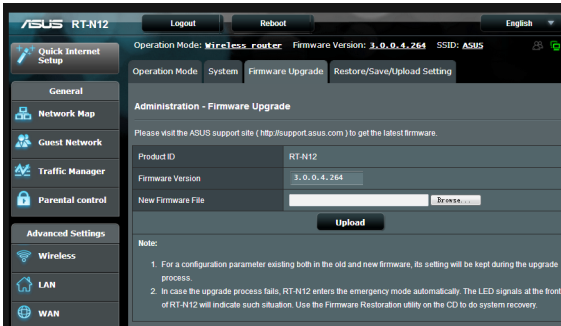 ASUS RT-N12
Logout
Reboot
English
Quick Internet Setup
Operation Mode: Wireless router Firmware Version: 3.0.0.4.264 SSID: ASUS
Operation Mode
System
Firmware Upgrade
Restore/Save/Upload Setting
General
Network Map
Guest Network
Traffic Manager
Parental control
Advanced Settings
Wireless
LAN
WAN
Administration - Firmware Upgrade
Please visit the ASUS support site ( http://support.asus.com ) to get the latest firmware.
Product ID RT-N12
Firmware Version 3.0.0.4.264
New Firmware File Browse...
Upload
Note:
1. For a configuration parameter existing both in the old and new firmware, its setting will be kept during the upgrade
process.
2. In case the upgrade process fails, RT-N12 enters the emergency mode automatically. The LED signals at the front
of RT-N12 will indicate such situation. Use the Firmware Restoration utility on the CD to do system recovery.